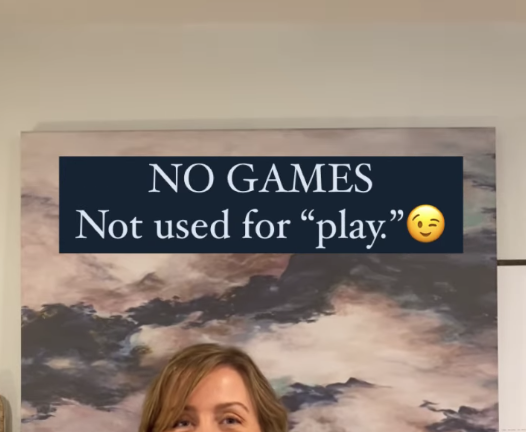 NO GAMES
Not used for “play.”😉